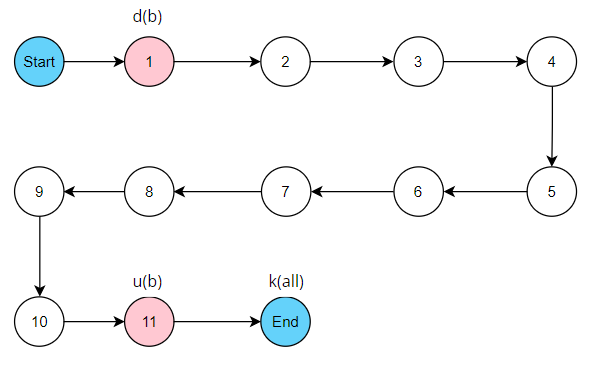 d(b)
Start 1 2 3 4
9 8 7 6 5
u(b) k(all)
10 11 End